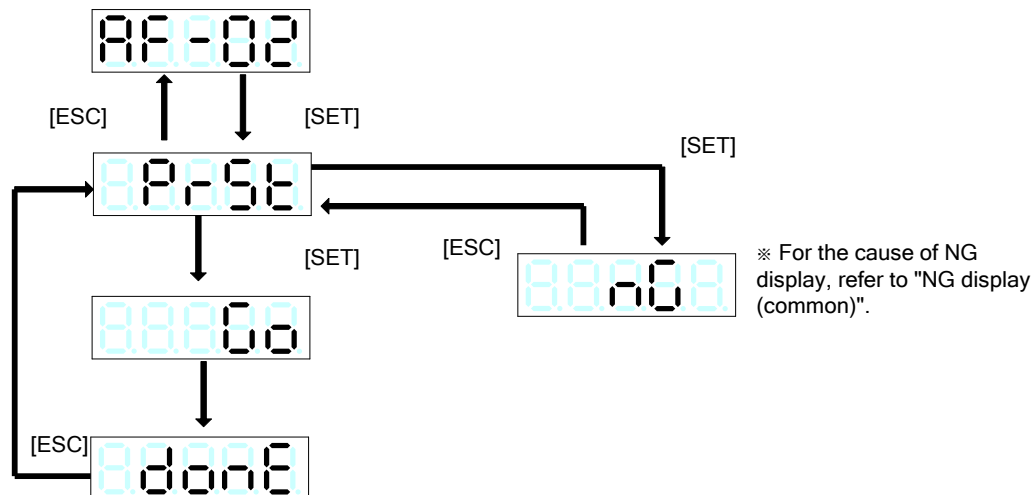 AF-02
[ESC]
[SET]
[SET]
PrSt
[SET]
[ESC]
nG
※ For the cause of NG
display, refer to "NG display
(common)".
Go
[ESC]
donE